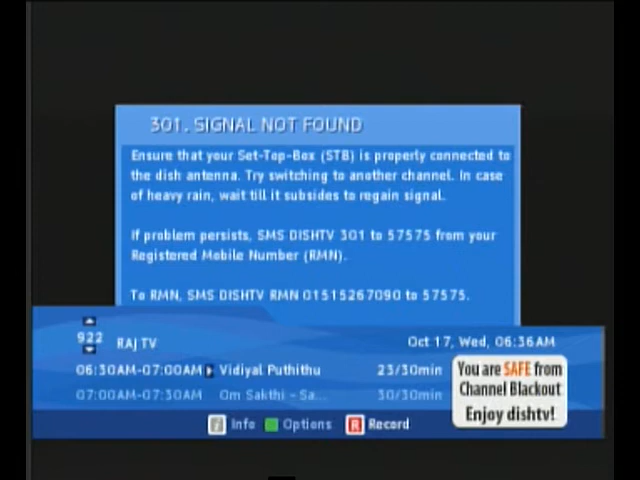 301. SIGNAL NOT FOUND
Ensure that your Set-Top-Box (STB) is properly connected to
the dish antenna. Try switching to another channel. In case
of heavy rain, wait till it subsides to regain signal.
If problem persists, SMS DISHTV 301 to 57575 from your
Registered Mobile Number (RMN).
To RMN, SMS DISHTV RMN 01515267090 to 57575.
922 RAJ TV Oct 17, Wed, 06:36AM
06:30AM-07:00AM Vidiyal Puthithu 23/30min
07:00AM-07:30AM Om Sakthi - Sa... 30/30min
You are SAFE from
Channel Blackout
Enjoy dishtv!
i Info Options R Record